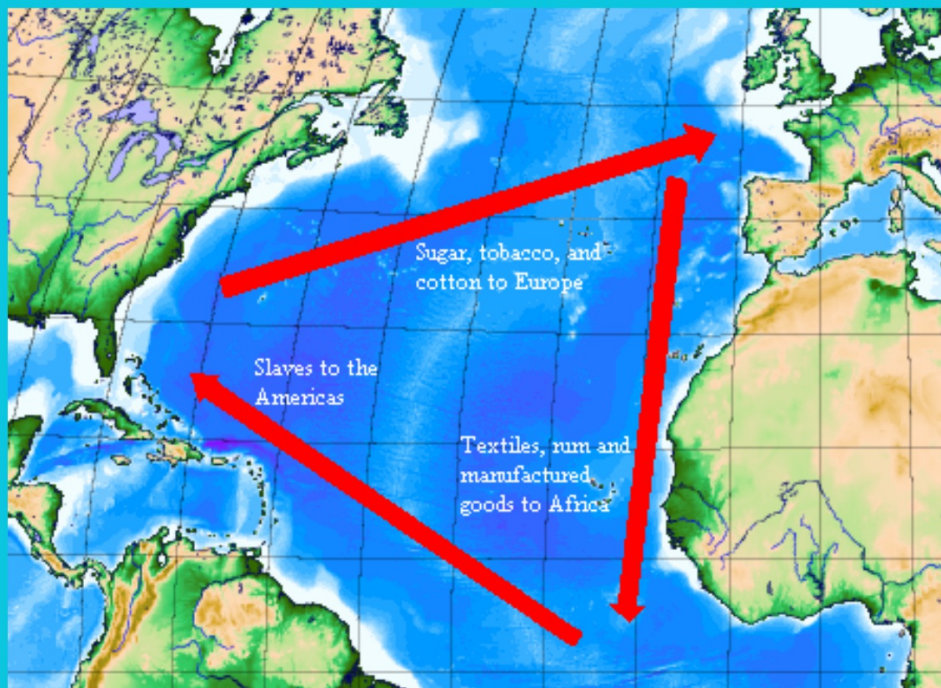 Sugar, tobacco, and
cotton to Europe
Slaves to the
Americas
Textiles, rum and
manufactured
goods to Africa